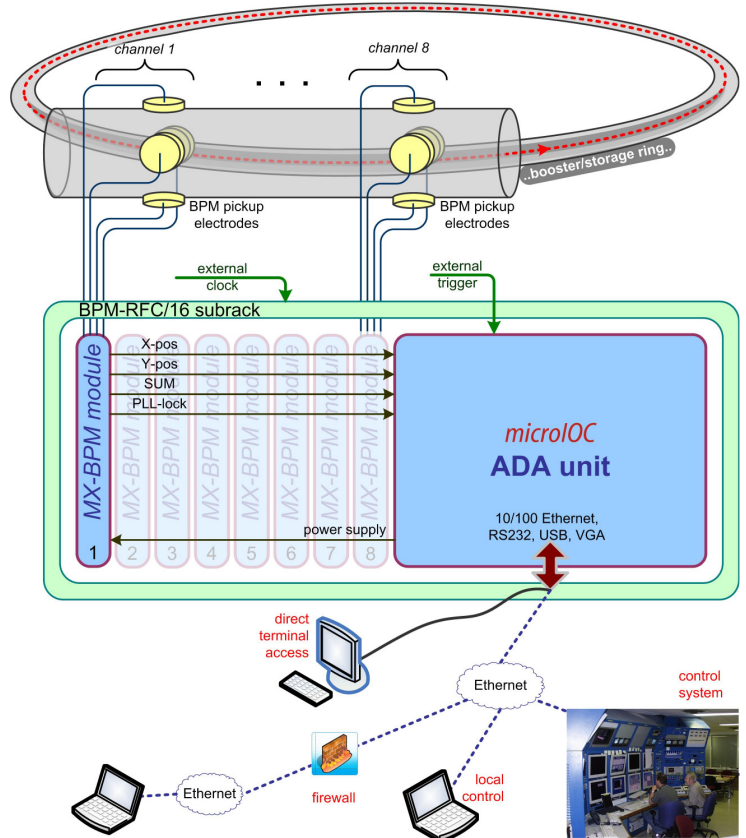 channel 1
. . .
channel 8
..booster/storage ring..
BPM pickup
electrodes
BPM pickup
electrodes
external
clock
external
trigger
BPM-RFC/16 subrack
MX-BPM module
1
MX-BPM module
2
MX-BPM module
3
MX-BPM module
4
MX-BPM module
5
MX-BPM module
6
MX-BPM module
7
MX-BPM module
8
X-pos
Y-pos
SUM
PLL-lock
power supply
microIOC
ADA unit
10/100 Ethernet,
RS232, USB, VGA
direct
terminal
access
Ethernet
control
system
Ethernet
firewall
local
control